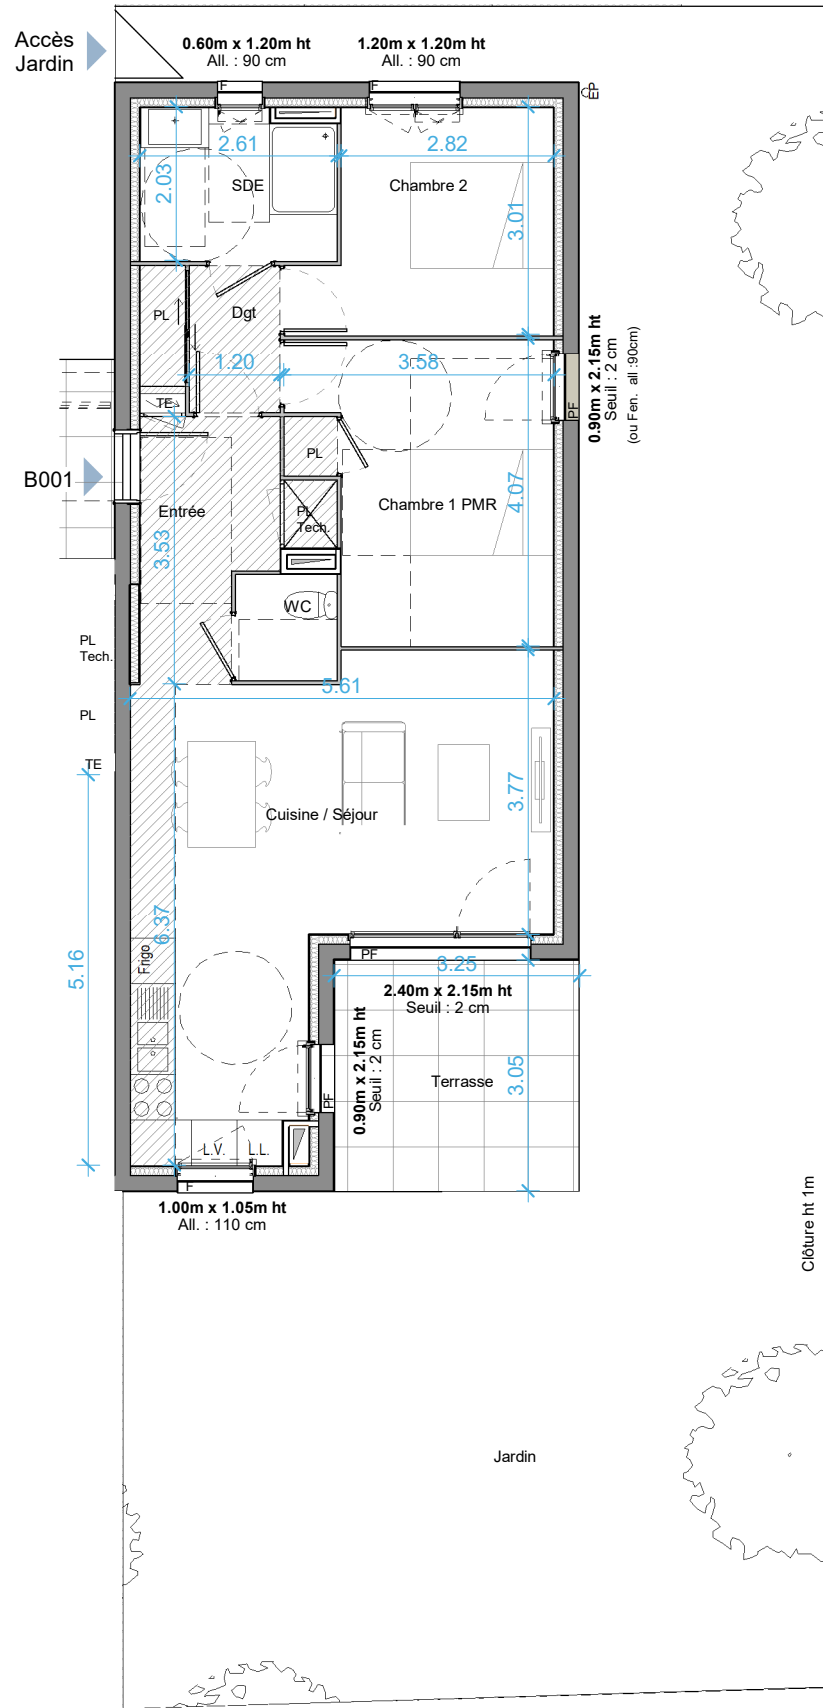 Accès
Jardin
0.60m x 1.20m ht
All. : 90 cm
1.20m x 1.20m ht
All. : 90 cm
F
F
EP
2.61
2.82
2.03
SDE
Chambre 2
3.01
PL
Dgt
1.20
3.58
TE
PF
0.90m x 2.15m ht
Seuil : 2 cm
(ou Fen. all :90cm)
B001
PL
Entrée
PL
Tech.
Chambre 1 PMR
4.07
3.53
WC
PL
Tech.
5.61
PL
TE
3.77
Cuisine / Séjour
6.37
5.16
Frigo
PF
3.25
2.40m x 2.15m ht
Seuil : 2 cm
0.90m x 2.15m ht
Seuil : 2 cm
PF
Terrasse
3.05
L.V.
L.L.
F
1.00m x 1.05m ht
All. : 110 cm
Clôture ht 1m
Jardin